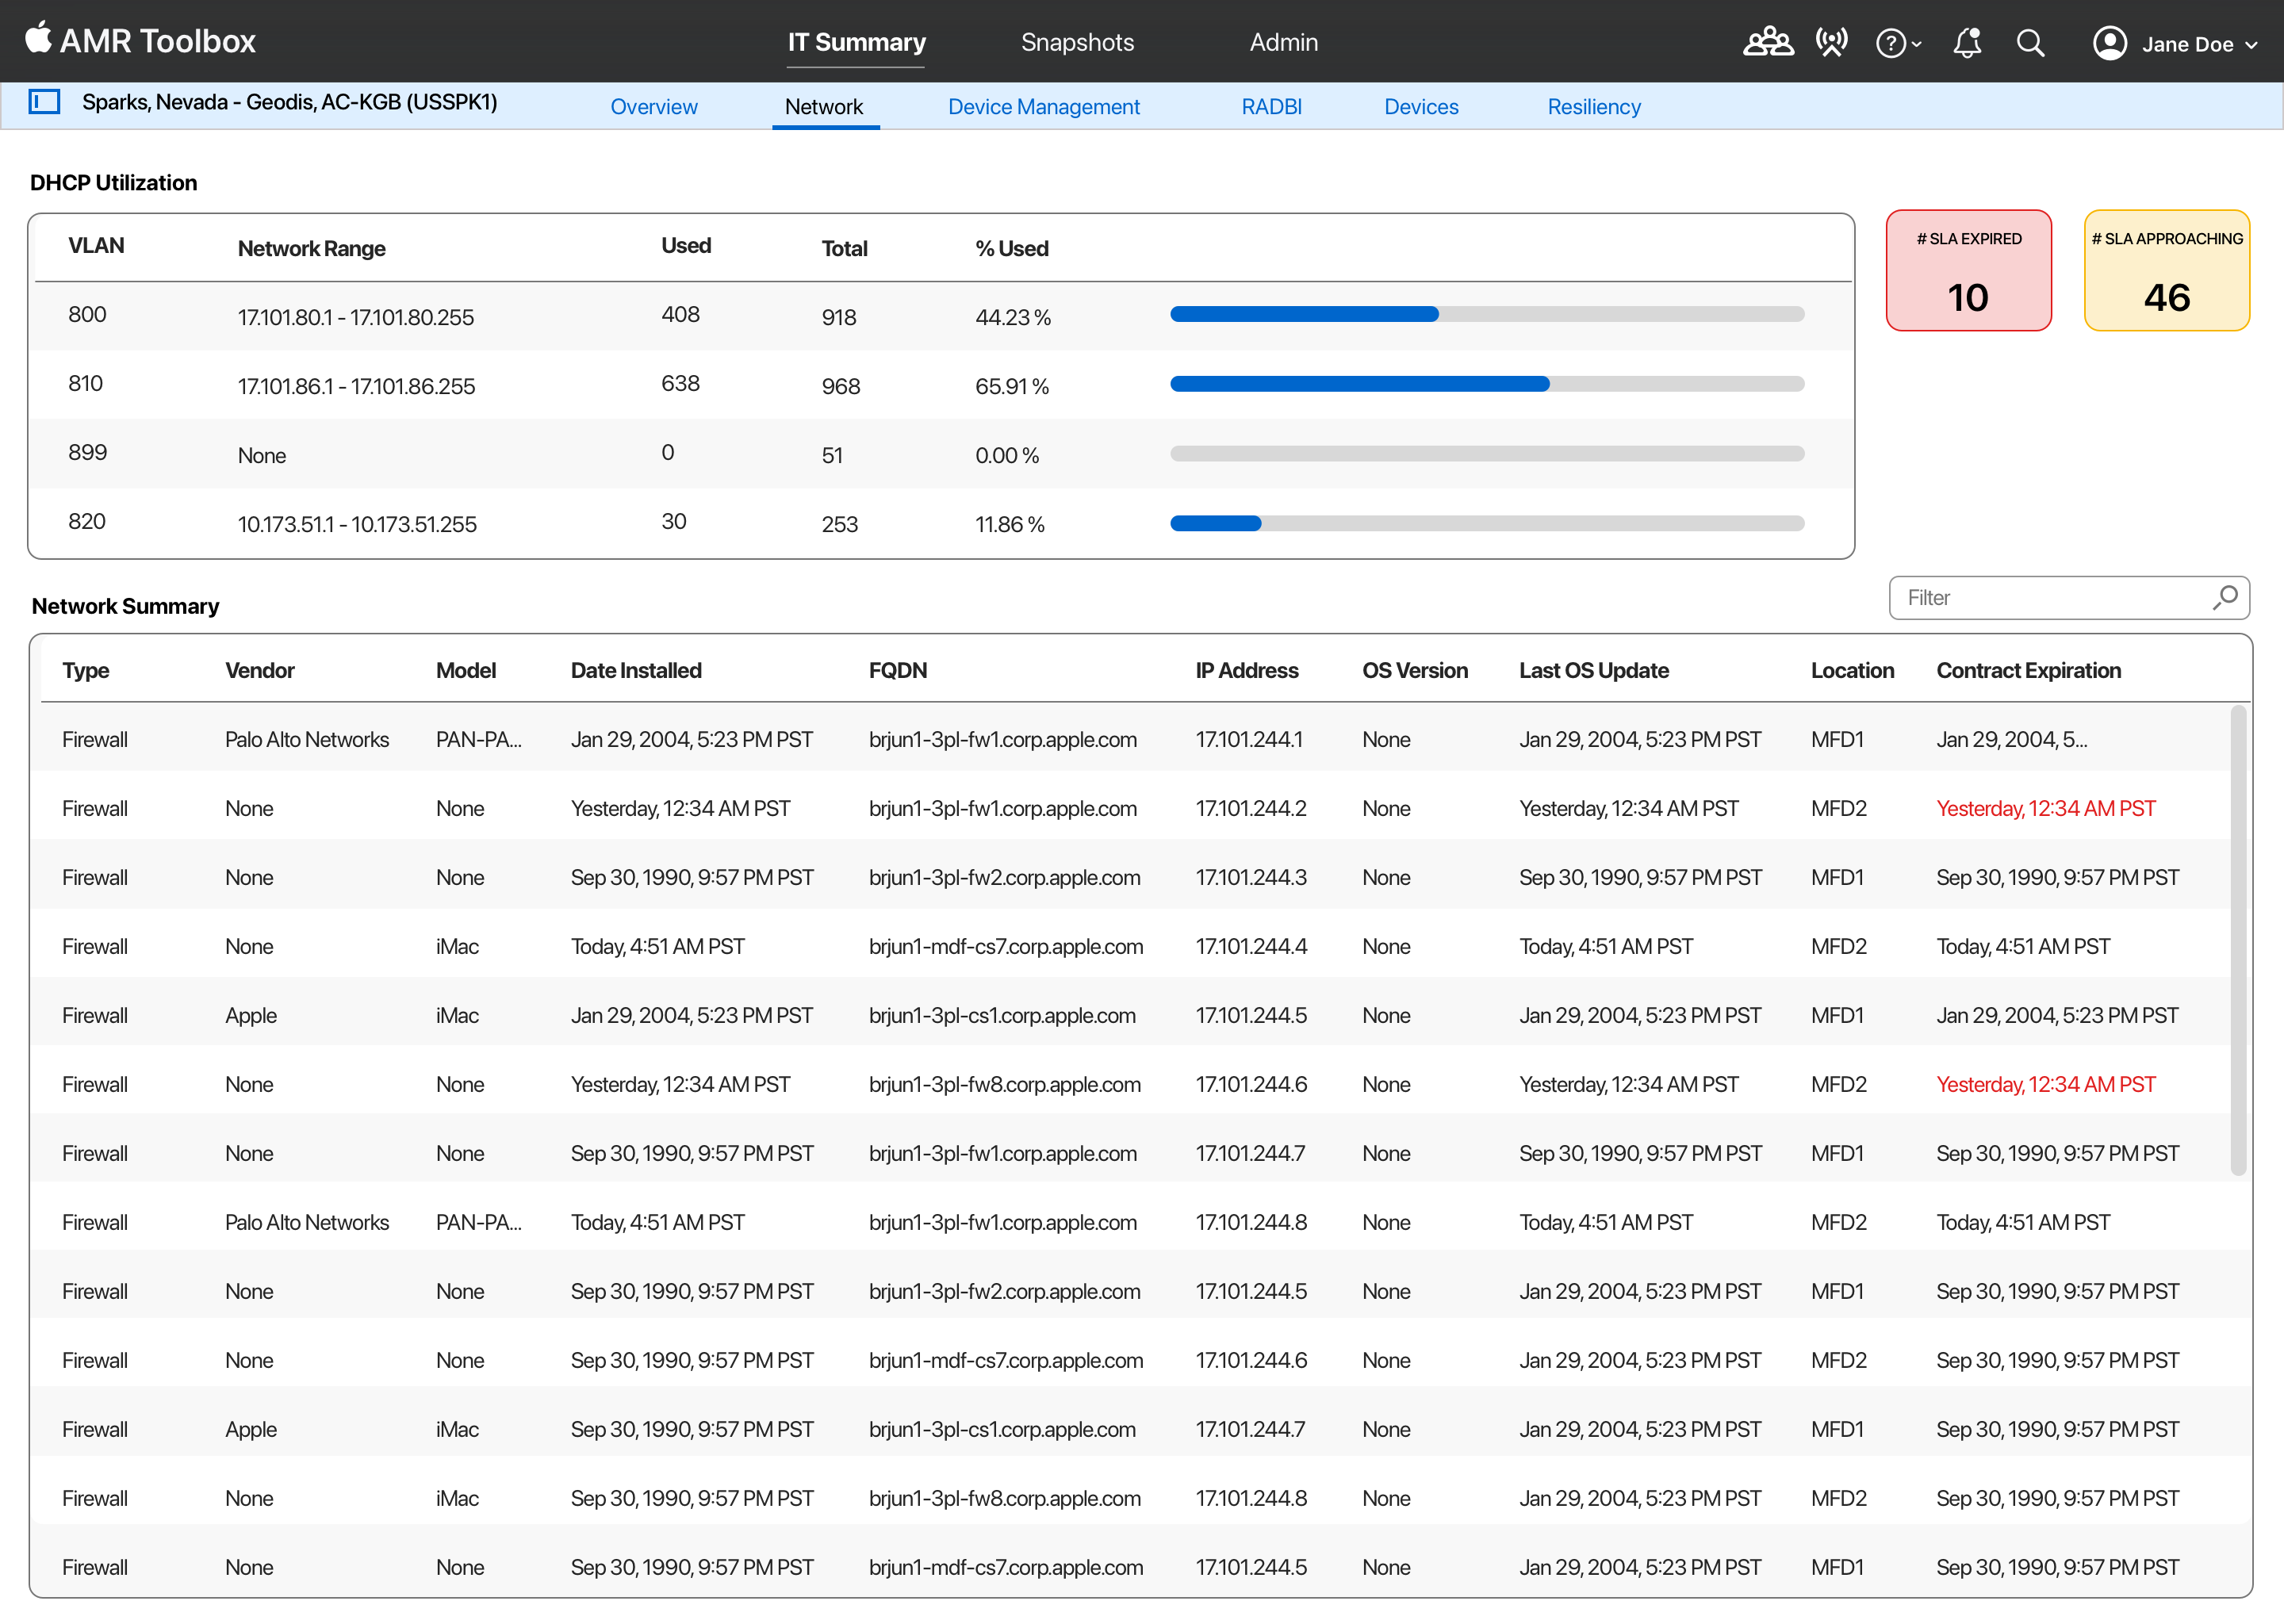 AMR Toolbox IT Summary Snapshots Admin Jane Doe
Sparks, Nevada - Geodis, AC-KGB (USSPK1) Overview Network Device Management RADBI Devices Resiliency
DHCP Utilization
VLAN Network Range Used Total % Used
800 17.101.80.1 - 17.101.80.255 408 918 44.23 %
810 17.101.86.1 - 17.101.86.255 638 968 65.91 %
899 None 0 51 0.00 %
820 10.173.51.1 - 10.173.51.255 30 253 11.86 %
# SLA EXPIRED
10
# SLA APPROACHING
46
Network Summary
Filter
Type Vendor Model Date Installed FQDN IP Address OS Version Last OS Update Location Contract Expiration
Firewall Palo Alto Networks PAN-PA... Jan 29, 2004, 5:23 PM PST brjun1-3pl-fw1.corp.apple.com 17.101.244.1 None Jan 29, 2004, 5:23 PM PST MFD1 Jan 29, 2004, 5...
Firewall None None Yesterday, 12:34 AM PST brjun1-3pl-fw1.corp.apple.com 17.101.244.2 None Yesterday, 12:34 AM PST MFD2 Yesterday, 12:34 AM PST
Firewall None None Sep 30, 1990, 9:57 PM PST brjun1-3pl-fw2.corp.apple.com 17.101.244.3 None Sep 30, 1990, 9:57 PM PST MFD1 Sep 30, 1990, 9:57 PM PST
Firewall None iMac Today, 4:51 AM PST brjun1-mdf-cs7.corp.apple.com 17.101.244.4 None Today, 4:51 AM PST MFD2 Today, 4:51 AM PST
Firewall Apple iMac Jan 29, 2004, 5:23 PM PST brjun1-3pl-cs1.corp.apple.com 17.101.244.5 None Jan 29, 2004, 5:23 PM PST MFD1 Jan 29, 2004, 5:23 PM PST
Firewall None None Yesterday, 12:34 AM PST brjun1-3pl-fw8.corp.apple.com 17.101.244.6 None Yesterday, 12:34 AM PST MFD2 Yesterday, 12:34 AM PST
Firewall None None Sep 30, 1990, 9:57 PM PST brjun1-3pl-fw1.corp.apple.com 17.101.244.7 None Sep 30, 1990, 9:57 PM PST MFD1 Sep 30, 1990, 9:57 PM PST
Firewall Palo Alto Networks PAN-PA... Today, 4:51 AM PST brjun1-3pl-fw1.corp.apple.com 17.101.244.8 None Today, 4:51 AM PST MFD2 Today, 4:51 AM PST
Firewall None None Sep 30, 1990, 9:57 PM PST brjun1-3pl-fw2.corp.apple.com 17.101.244.5 None Jan 29, 2004, 5:23 PM PST MFD1 Sep 30, 1990, 9:57 PM PST
Firewall None None Sep 30, 1990, 9:57 PM PST brjun1-mdf-cs7.corp.apple.com 17.101.244.6 None Jan 29, 2004, 5:23 PM PST MFD2 Sep 30, 1990, 9:57 PM PST
Firewall Apple iMac Sep 30, 1990, 9:57 PM PST brjun1-3pl-cs1.corp.apple.com 17.101.244.7 None Jan 29, 2004, 5:23 PM PST MFD1 Sep 30, 1990, 9:57 PM PST
Firewall None iMac Sep 30, 1990, 9:57 PM PST brjun1-3pl-fw8.corp.apple.com 17.101.244.8 None Jan 29, 2004, 5:23 PM PST MFD2 Sep 30, 1990, 9:57 PM PST
Firewall None None Sep 30, 1990, 9:57 PM PST brjun1-mdf-cs7.corp.apple.com 17.101.244.5 None Jan 29, 2004, 5:23 PM PST MFD1 Sep 30, 1990, 9:57 PM PST